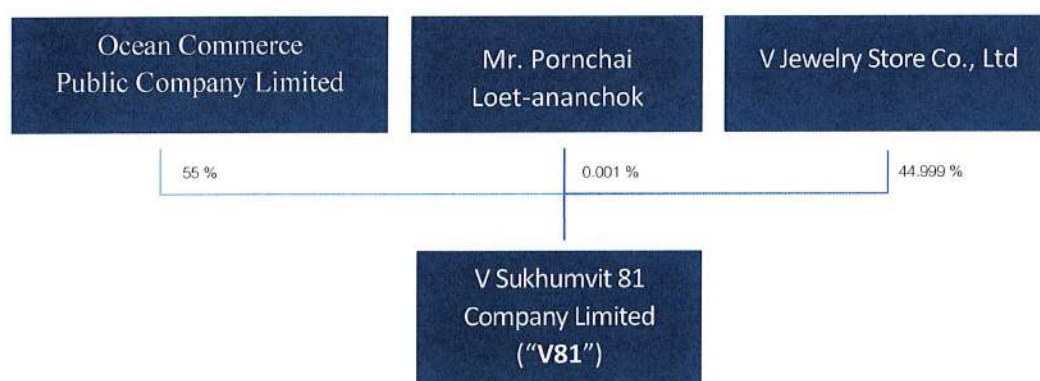 Ocean Commerce
Public Company Limited
Mr. Pornchai
Loet-ananchok
V Jewelry Store Co., Ltd
55 %
0.001 %
44.999 %
V Sukhumvit 81
Company Limited
(“V81”)